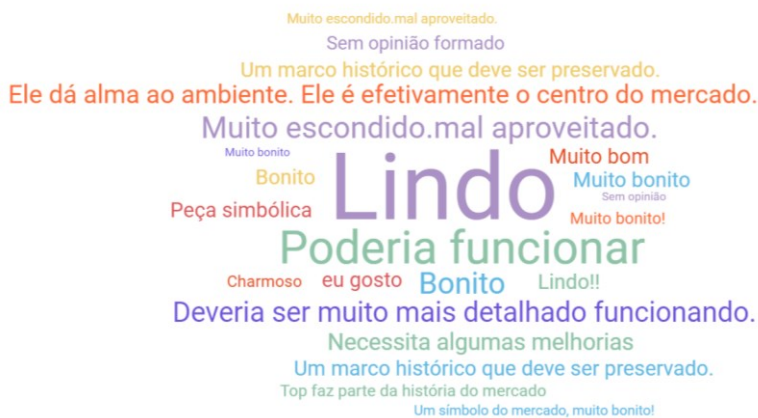 Muito escondido.mal aproveitado.
Sem opinião formado
Um marco histórico que deve ser preservado.
Ele dá alma ao ambiente. Ele é efetivamente o centro do mercado.
Muito escondido.mal aproveitado.
Muito bonito
Lindo
Muito bom
Bonito
Muito bonito
Sem opinião
Peça simbólica
Muito bonito!
Poderia funcionar
Charmoso
eu gosto
Bonito
Lindo!!
Deveria ser muito mais detalhado funcionando.
Necessita algumas melhorias
Um marco histórico que deve ser preservado.
Top faz parte da história do mercado
Um símbolo do mercado, muito bonito!